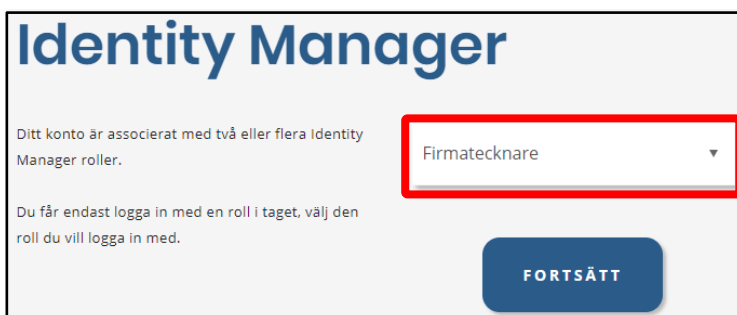 Identity Manager
Ditt konto är associerat med två eller flera Identity
Manager roller.
Du får endast logga in med en roll i taget, välj den
roll du vill logga in med.
Firmatecknare
FORTSÄTT